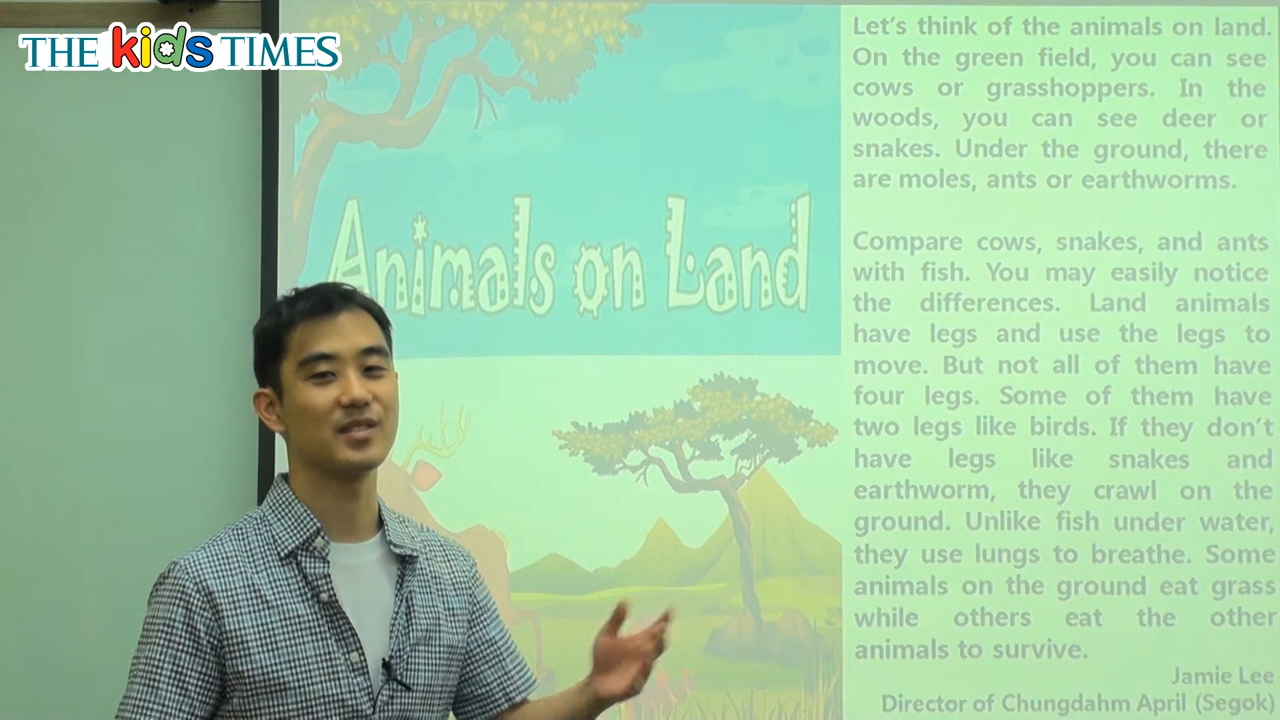 THE kids TIMES
Animals on Land
Let's think of the animals on land.
On the green field, you can see
cows or grasshoppers. In the
woods, you can see deer or
snakes. Under the ground, there
are moles, ants or earthworms.
Compare cows, snakes, and ants
with fish. You may easily notice
the differences. Land animals
have legs and use the legs to
move. But not all of them have
four legs. Some of them have
two legs like birds. If they don't
have legs like snakes and
earthworm, they crawl on the
ground. Unlike fish under water,
they use lungs to breathe. Some
animals on the ground eat grass
while others eat the other
animals to survive.
Jamie Lee
Director of Chungdahm April (Segok)